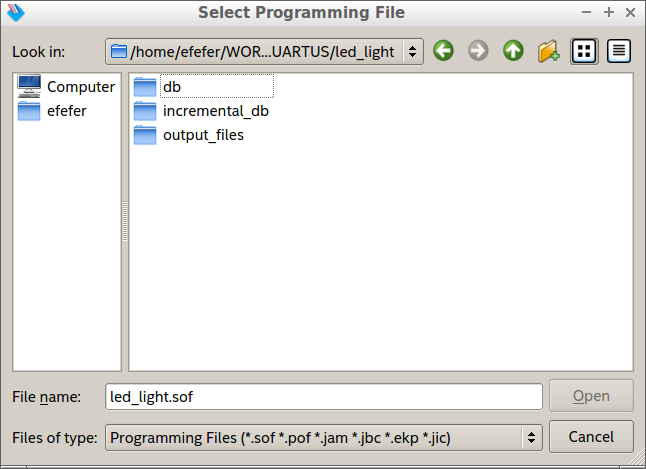 Select Programming File
Look in: /home/efefer/WOR...UARTUS/led_light
Computer
efefer
db
incremental_db
output_files
File name: led_light.sof
Open
Files of type: Programming Files (*.sof *.pof *.jam *.jbc *.ekp *.jic)
Cancel